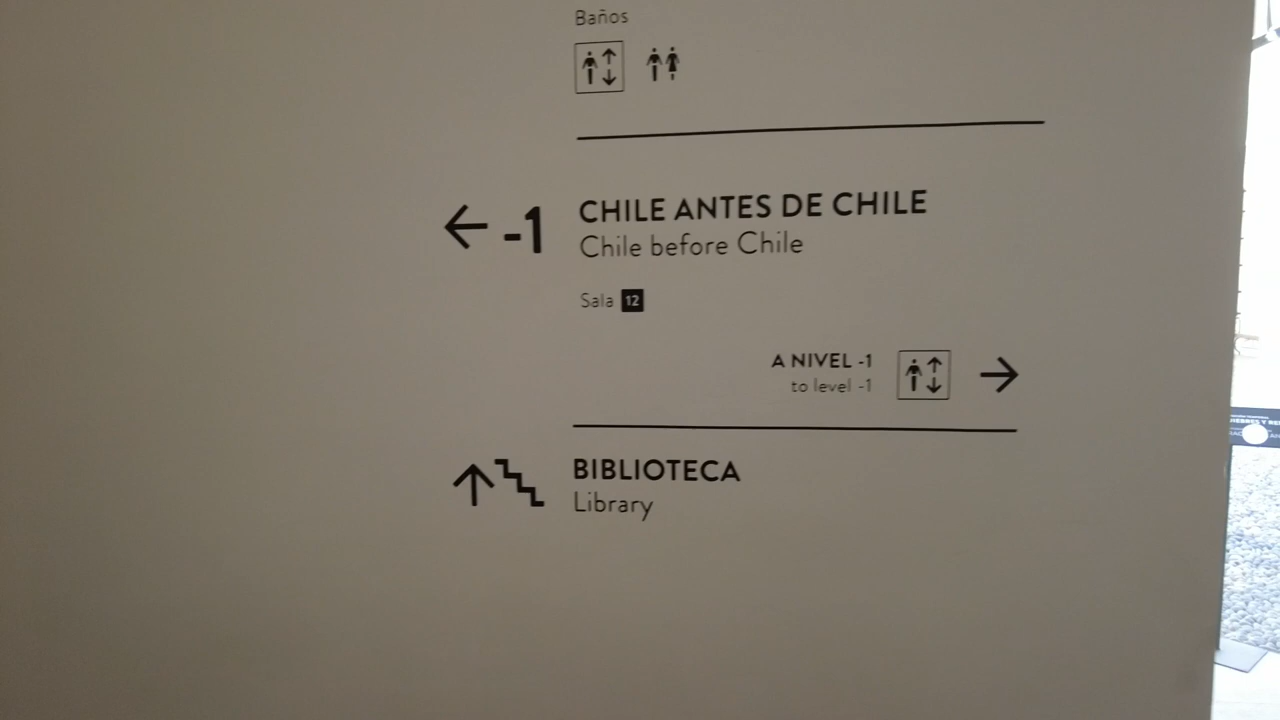 Baños
-1
CHILE ANTES DE CHILE
Chile before Chile
Sala 12
A NIVEL -1
to level -1
BIBLIOTECA
Library